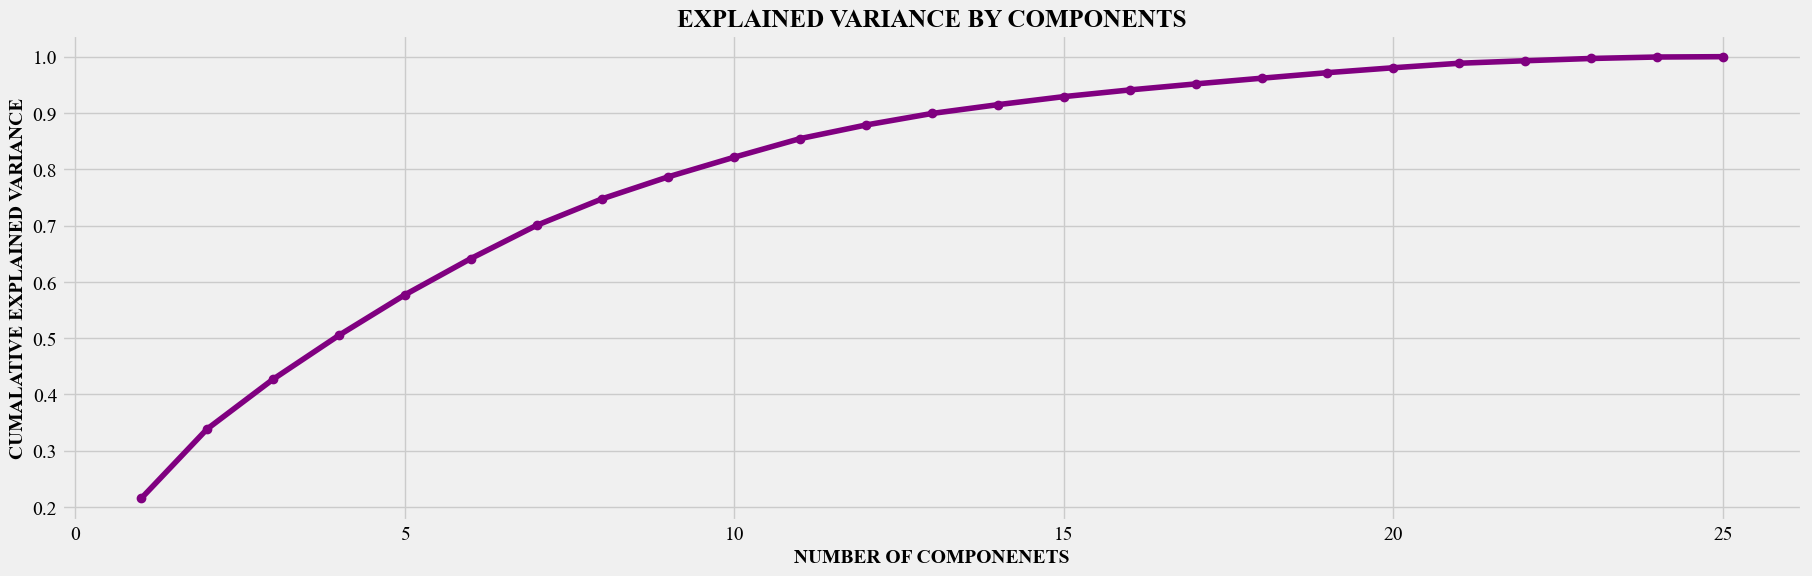 EXPLAINED VARIANCE BY COMPONENTS
CUMALATIVE EXPLAINED VARIANCE
1.0
0.9
0.8
0.7
0.6
0.5
0.4
0.3
0.2
0 5 10 15 20 25
NUMBER OF COMPONENETS